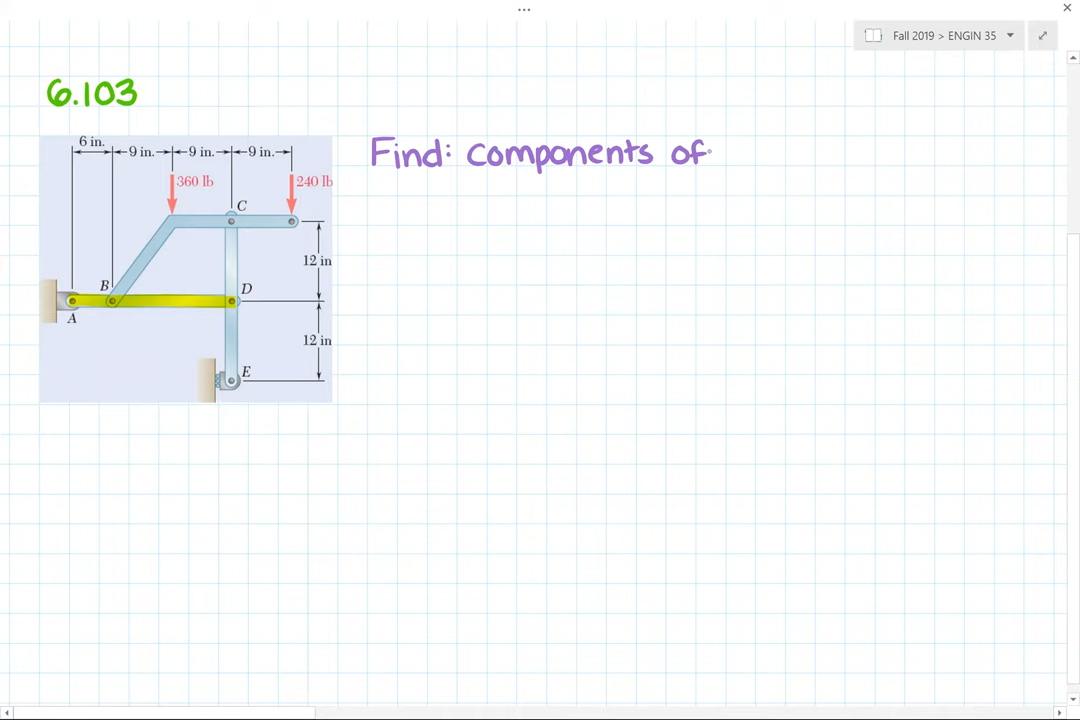 ...
Fall 2019 > ENGIN 35
6.103
Find: components of
6 in.
9 in. 9 in. 9 in.
360 lb 240 lb
C
12 in
B D
A
12 in
E